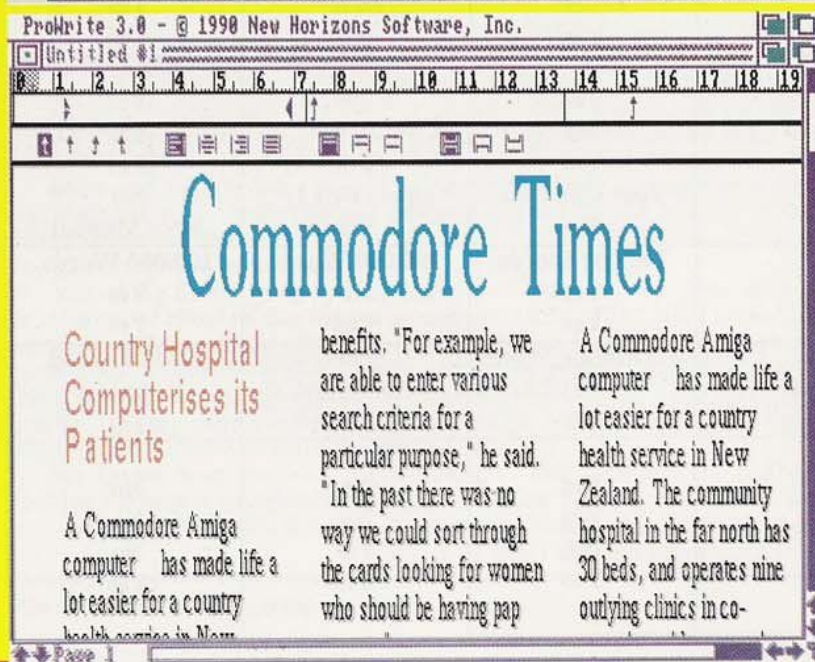 ProWrite 3.0 - © 1990 New Horizons Software, Inc.
Untitled #1
0 1 2 3 4 5 6 7 8 9 10 11 12 13 14 15 16 17 18 19
Commodore Times
Country Hospital
Computerises its
Patients
A Commodore Amiga
computer has made life a
lot easier for a country
health service in New
benefits. "For example, we
are able to enter various
search criteria for a
particular purpose," he said.
"In the past there was no
way we could sort through
the cards looking for women
who should be having pap
A Commodore Amiga
computer has made life a
lot easier for a country
health service in New
Zealand. The community
hospital in the far north has
30 beds, and operates nine
outlying clinics in co-
Page 1